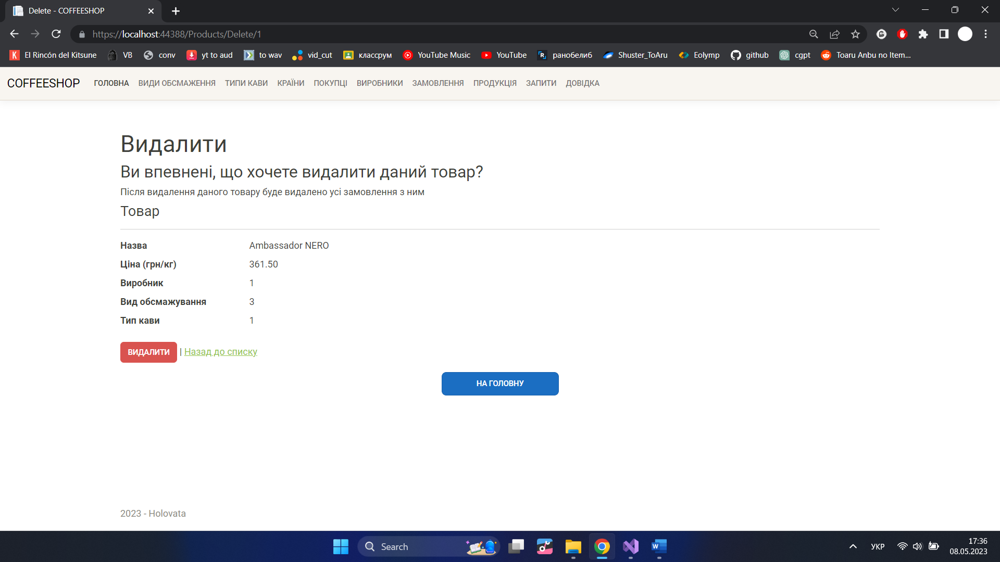 Delete - COFFEESHOP
https://localhost:44388/Products/Delete/1
El Rincón del Kitsune VB conv yt to aud to wav vid_cut классрум YouTube Music YouTube ранобелиб Shuster_ToAru Eolymp github cgpt Toaru Anbu no Item...
COFFEESHOP ГОЛОВНА ВИДИ ОБСМАЖЕННЯ ТИПИ КАВИ КРАЇНИ ПОКУПЦІ ВИРОБНИКИ ЗАМОВЛЕННЯ ПРОДУКЦІЯ ЗАПИТИ ДОВІДКА
Видалити
Ви впевнені, що хочете видалити даний товар?
Після видалення даного товару буде видалено усі замовлення з ним
Товар
Назва Ambassador NERO
Ціна (грн/кг) 361.50
Виробник 1
Вид обсмажування 3
Тип кави 1
ВИДАЛИТИ | Назад до списку
НА ГОЛОВНУ
2023 - Holovata
Search УКР 17:36
08.05.2023